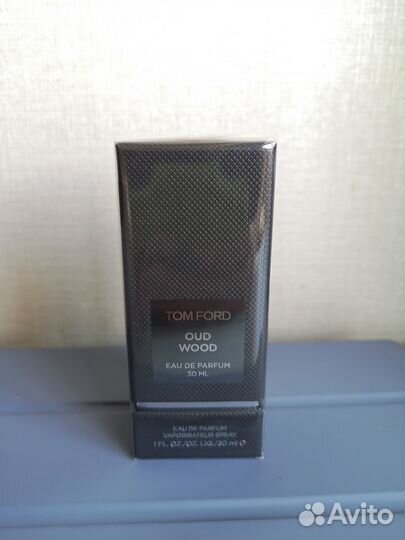 TOM FORD
OUD
WOOD
EAU DE PARFUM
30 ML
EAU DE PARFUM
VAPORISATEUR SPRAY
1 FL. OZ./OZ. LIQ./30 ml ℮
Avito